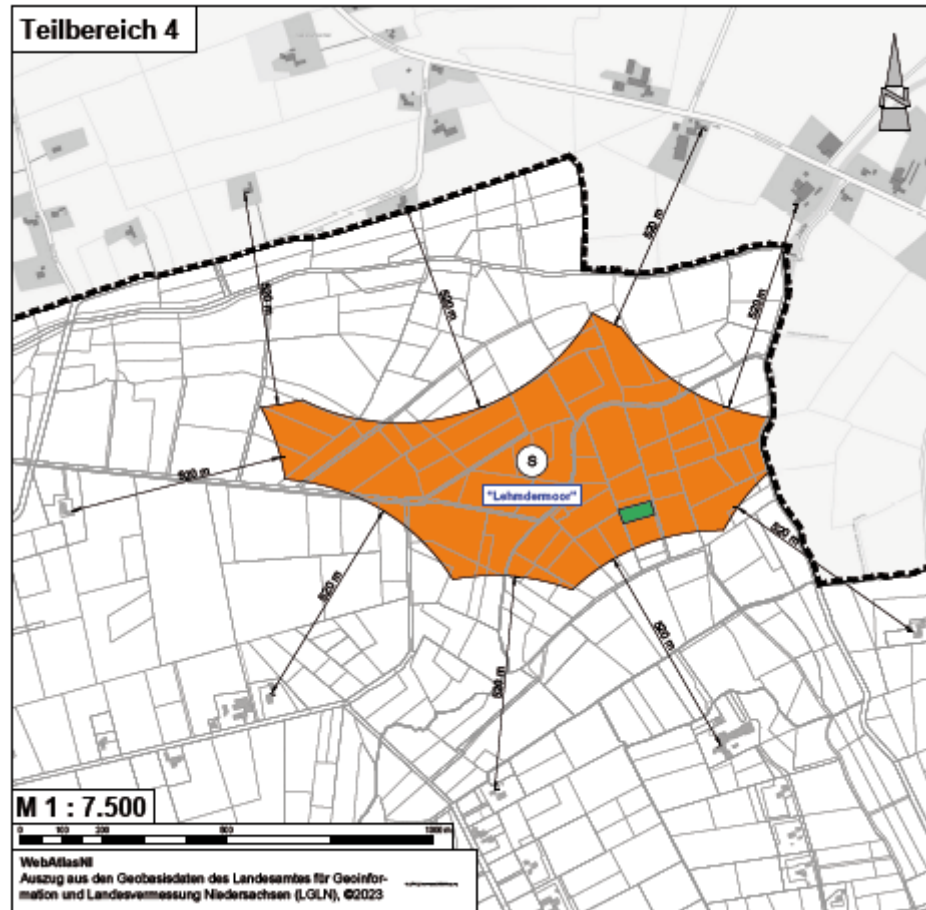 Teilbereich 4
520 m
520 m
520 m
520 m
520 m
520 m
520 m
520 m
520 m
520 m
S
"Lehmdermoor"
M 1 : 7.500
0 100 200 500 1000 m
WebAtlasNI
Auszug aus den Geobasisdaten des Landesamtes für Geoinfor-
mation und Landesvermessung Niedersachsen (LGLN), ©2023